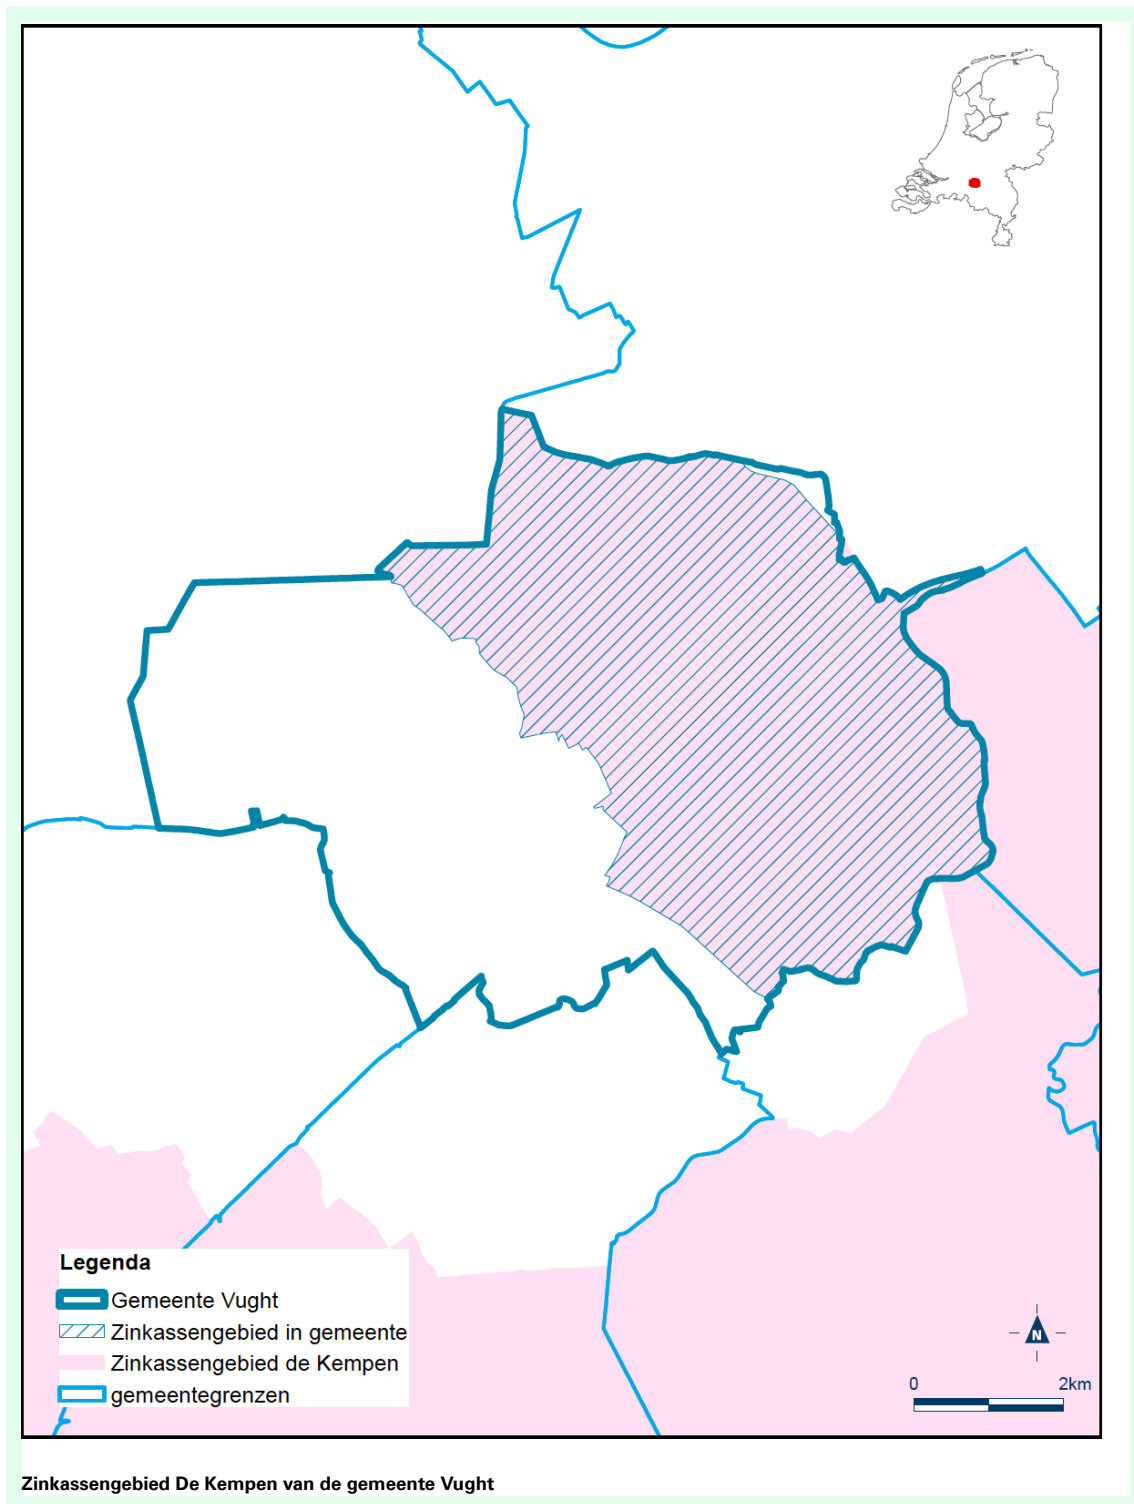 Legenda
Gemeente Vught
Zinkassengebied in gemeente
Zinkassengebied de Kempen
gemeentegrenzen
N
0 2km
Zinkassengebied De Kempen van de gemeente Vught